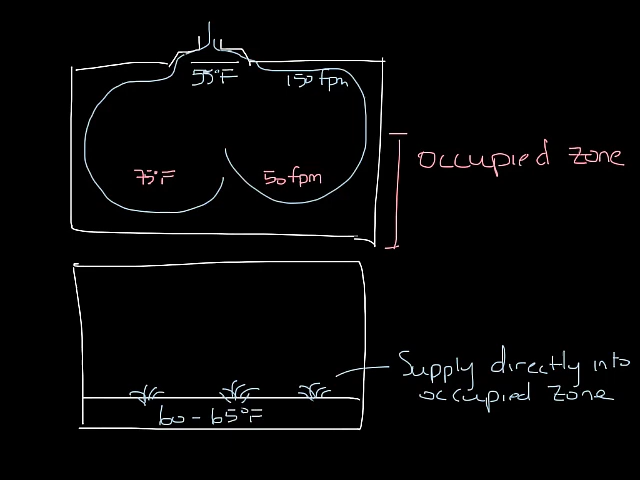 55°F
150 fpm
75°F
50 fpm
occupied zone
Supply directly into
occupied zone
60 - 65°F